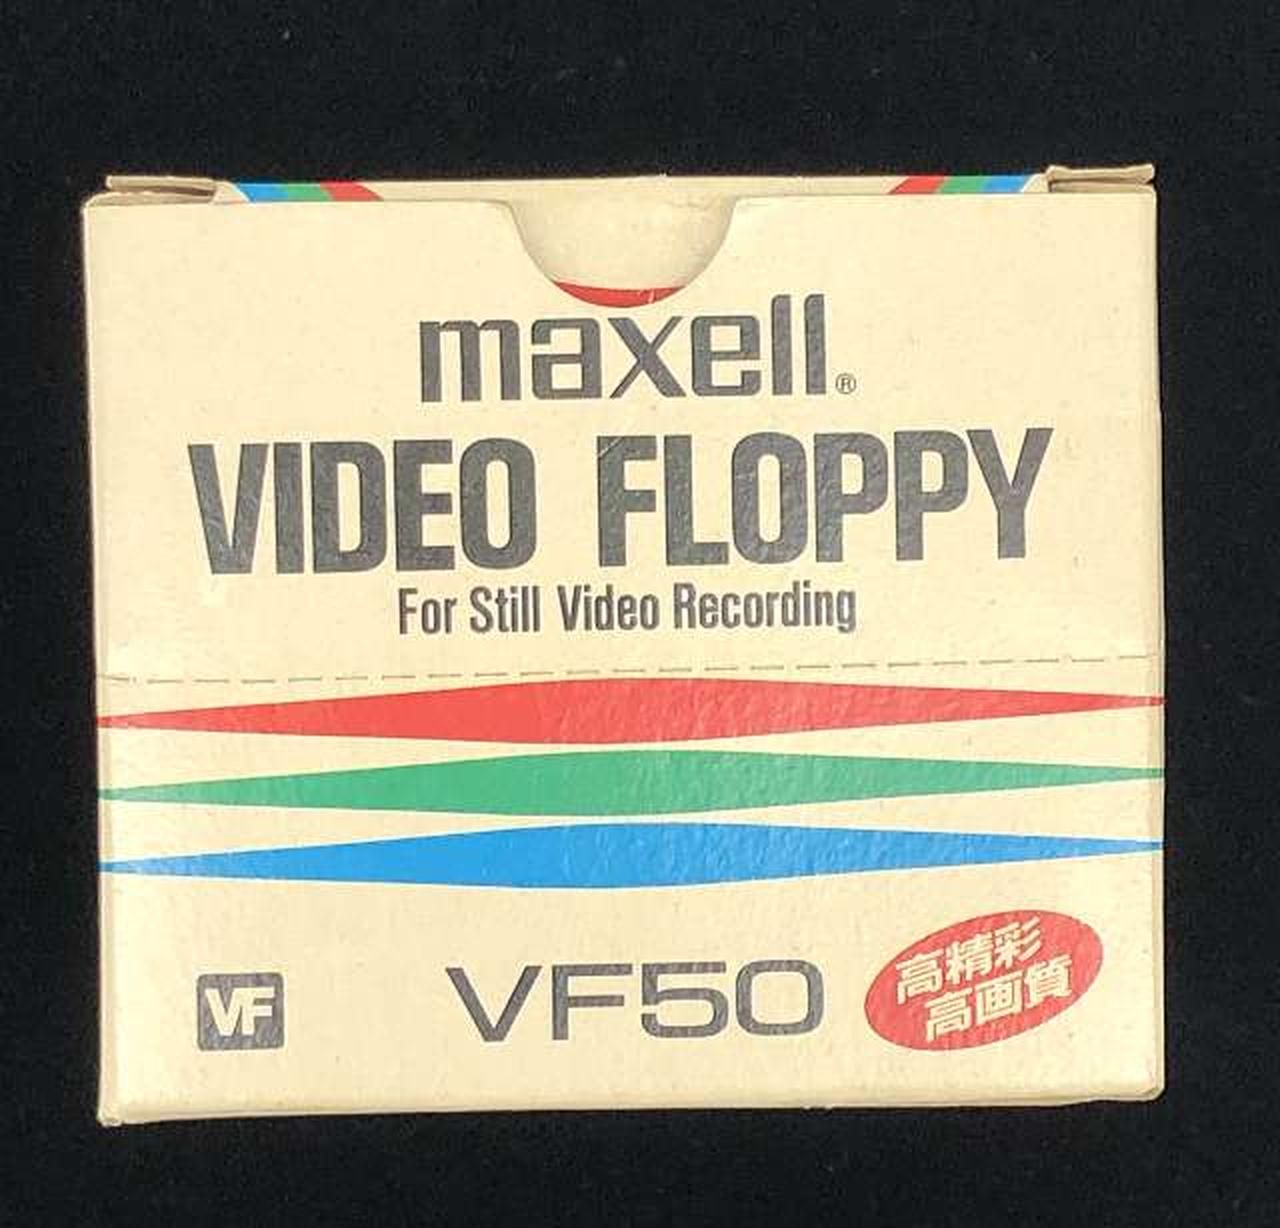 maxell®
VIDEO FLOPPY
For Still Video Recording
VF
VF50
高精彩
高画質